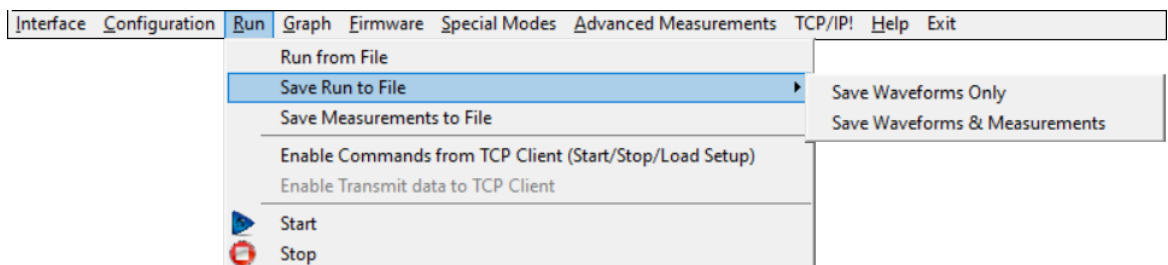 Interface Configuration Run Graph Firmware Special Modes Advanced Measurements TCP/IP! Help Exit
Run from File
Save Run to File
Save Waveforms Only
Save Measurements to File
Save Waveforms & Measurements
Enable Commands from TCP Client (Start/Stop/Load Setup)
Enable Transmit data to TCP Client
Start
Stop